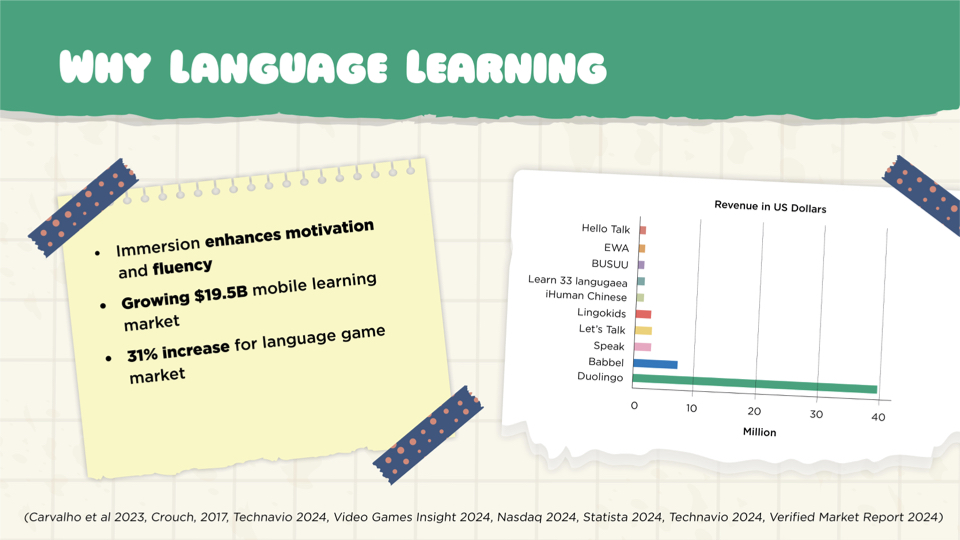 Why Language Learning
• Immersion enhances motivation
and fluency
• Growing $19.5B mobile learning
market
• 31% increase for language game
market
Revenue in US Dollars
Hello Talk
EWA
BUSUU
Learn 33 langugaea
iHuman Chinese
Lingokids
Let's Talk
Speak
Babbel
Duolingo
0 10 20 30 40
Million
(Carvalho et al 2023, Crouch, 2017, Technavio 2024, Video Games Insight 2024, Nasdaq 2024, Statista 2024, Technavio 2024, Verified Market Report 2024)